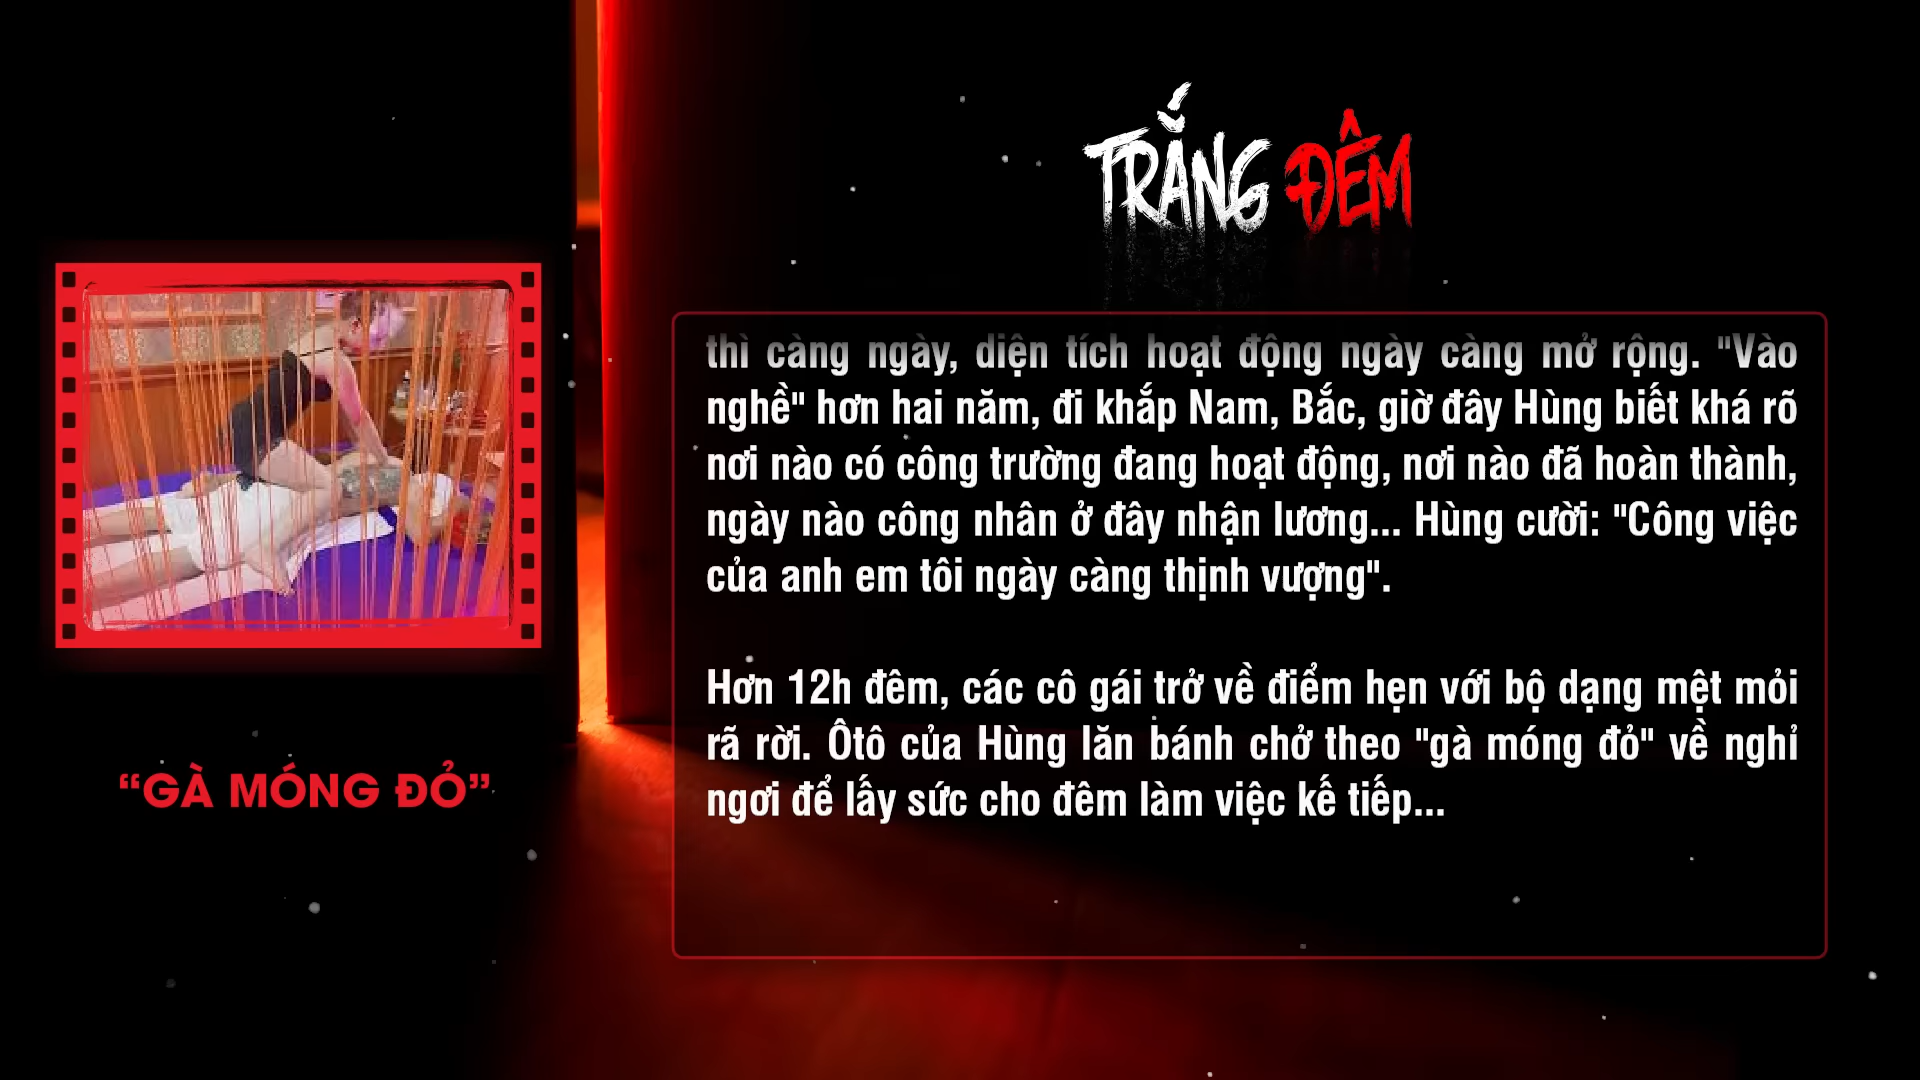 TRẮNG ĐÊM
thì càng ngày, diện tích hoạt động ngày càng mở rộng. "Vào
nghề" hơn hai năm, đi khắp Nam, Bắc, giờ đây Hùng biết khá rõ
nơi nào có công trường đang hoạt động, nơi nào đã hoàn thành,
ngày nào công nhân ở đây nhận lương... Hùng cười: "Công việc
của anh em tôi ngày càng thịnh vượng".
Hơn 12h đêm, các cô gái trở về điểm hẹn với bộ dạng mệt mỏi
rã rời. Ôtô của Hùng lăn bánh chở theo "gà móng đỏ" về nghỉ
ngơi để lấy sức cho đêm làm việc kế tiếp...
“GÀ MÓNG ĐỎ”